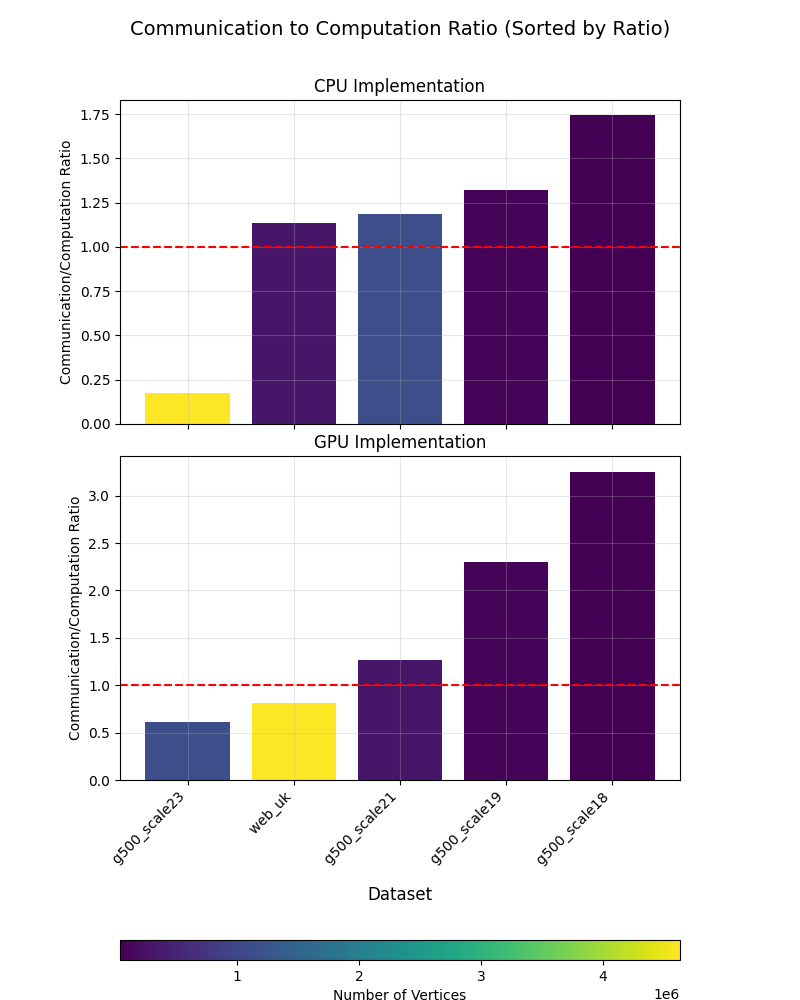 Communication to Computation Ratio (Sorted by Ratio)
CPU Implementation
Communication/Computation Ratio
1.75
1.50
1.25
1.00
0.75
0.50
0.25
0.00
GPU Implementation
Communication/Computation Ratio
3.0
2.5
2.0
1.5
1.0
0.5
0.0
g500_scale23
web_uk
g500_scale21
g500_scale19
g500_scale18
Dataset
1 2 3 4
1e6
Number of Vertices